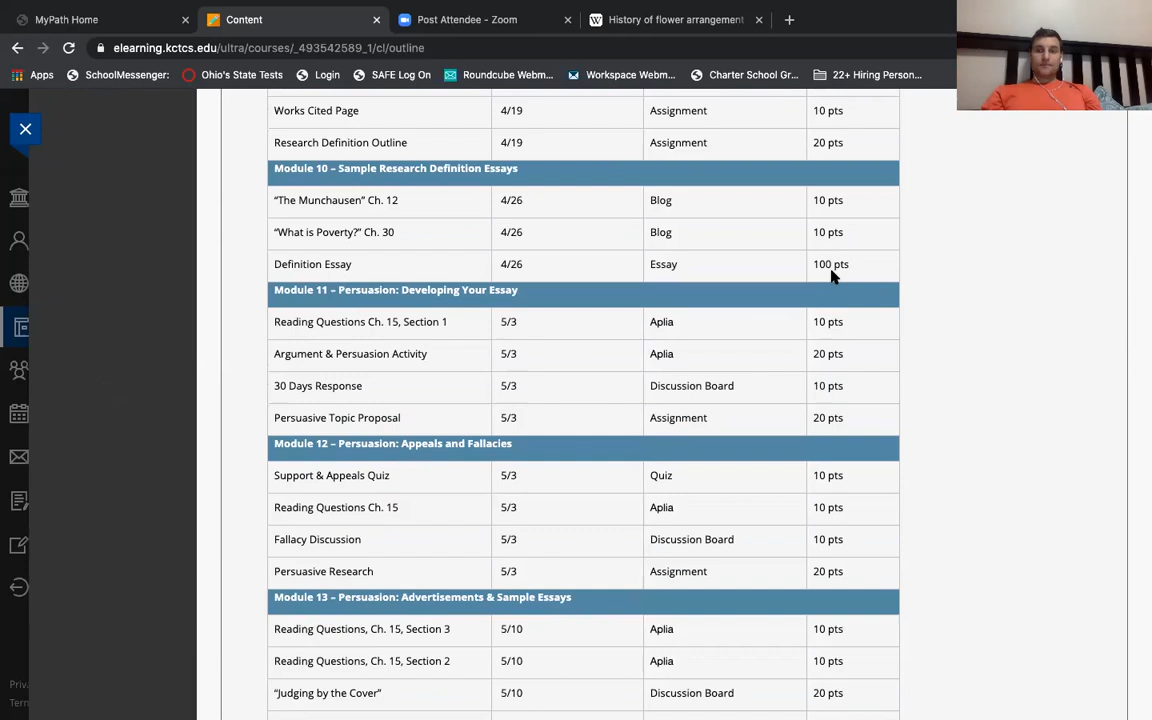 MyPath Home
Content
Post Attendee - Zoom
History of flower arrangement
elearning.kctcs.edu/ultra/courses/_493542589_1/cl/outline
Apps SchoolMessenger: Ohio's State Tests Login SAFE Log On Roundcube Webm... Workspace Webm... Charter School Gr... 22+ Hiring Person...
Works Cited Page 4/19 Assignment 10 pts
Research Definition Outline 4/19 Assignment 20 pts
Module 10 – Sample Research Definition Essays
“The Munchausen” Ch. 12 4/26 Blog 10 pts
“What is Poverty?” Ch. 30 4/26 Blog 10 pts
Definition Essay 4/26 Essay 100 pts
Module 11 – Persuasion: Developing Your Essay
Reading Questions Ch. 15, Section 1 5/3 Aplia 10 pts
Argument & Persuasion Activity 5/3 Aplia 20 pts
30 Days Response 5/3 Discussion Board 10 pts
Persuasive Topic Proposal 5/3 Assignment 20 pts
Module 12 – Persuasion: Appeals and Fallacies
Support & Appeals Quiz 5/3 Quiz 10 pts
Reading Questions Ch. 15 5/3 Aplia 10 pts
Fallacy Discussion 5/3 Discussion Board 10 pts
Persuasive Research 5/3 Assignment 20 pts
Module 13 – Persuasion: Advertisements & Sample Essays
Reading Questions, Ch. 15, Section 3 5/10 Aplia 10 pts
Reading Questions, Ch. 15, Section 2 5/10 Aplia 10 pts
“Judging by the Cover” 5/10 Discussion Board 20 pts
Priv
Term